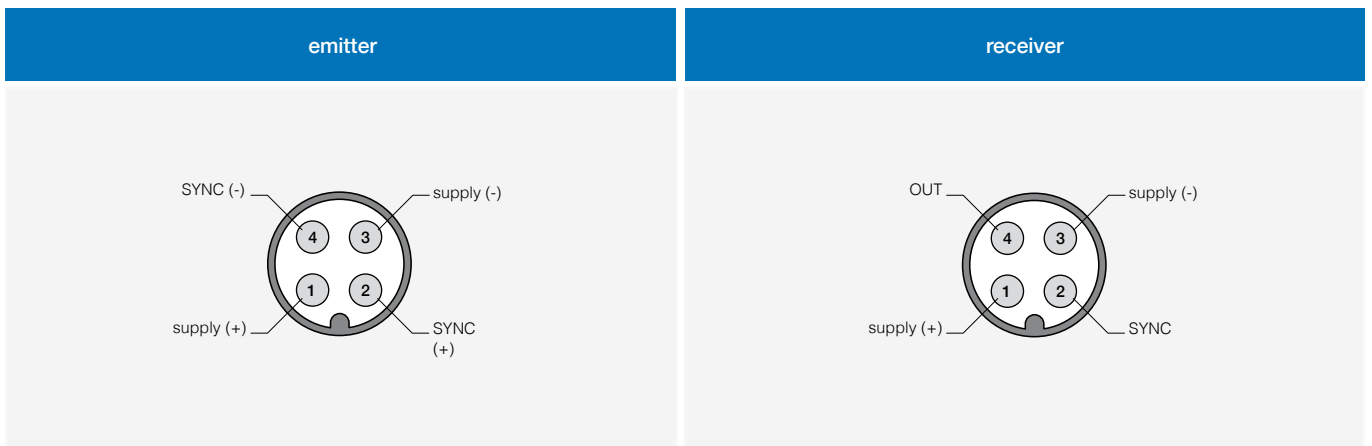 emitter
receiver
SYNC (-)
supply (-)
4
3
1
2
supply (+)
SYNC
(+)
OUT
supply (-)
4
3
1
2
supply (+)
SYNC